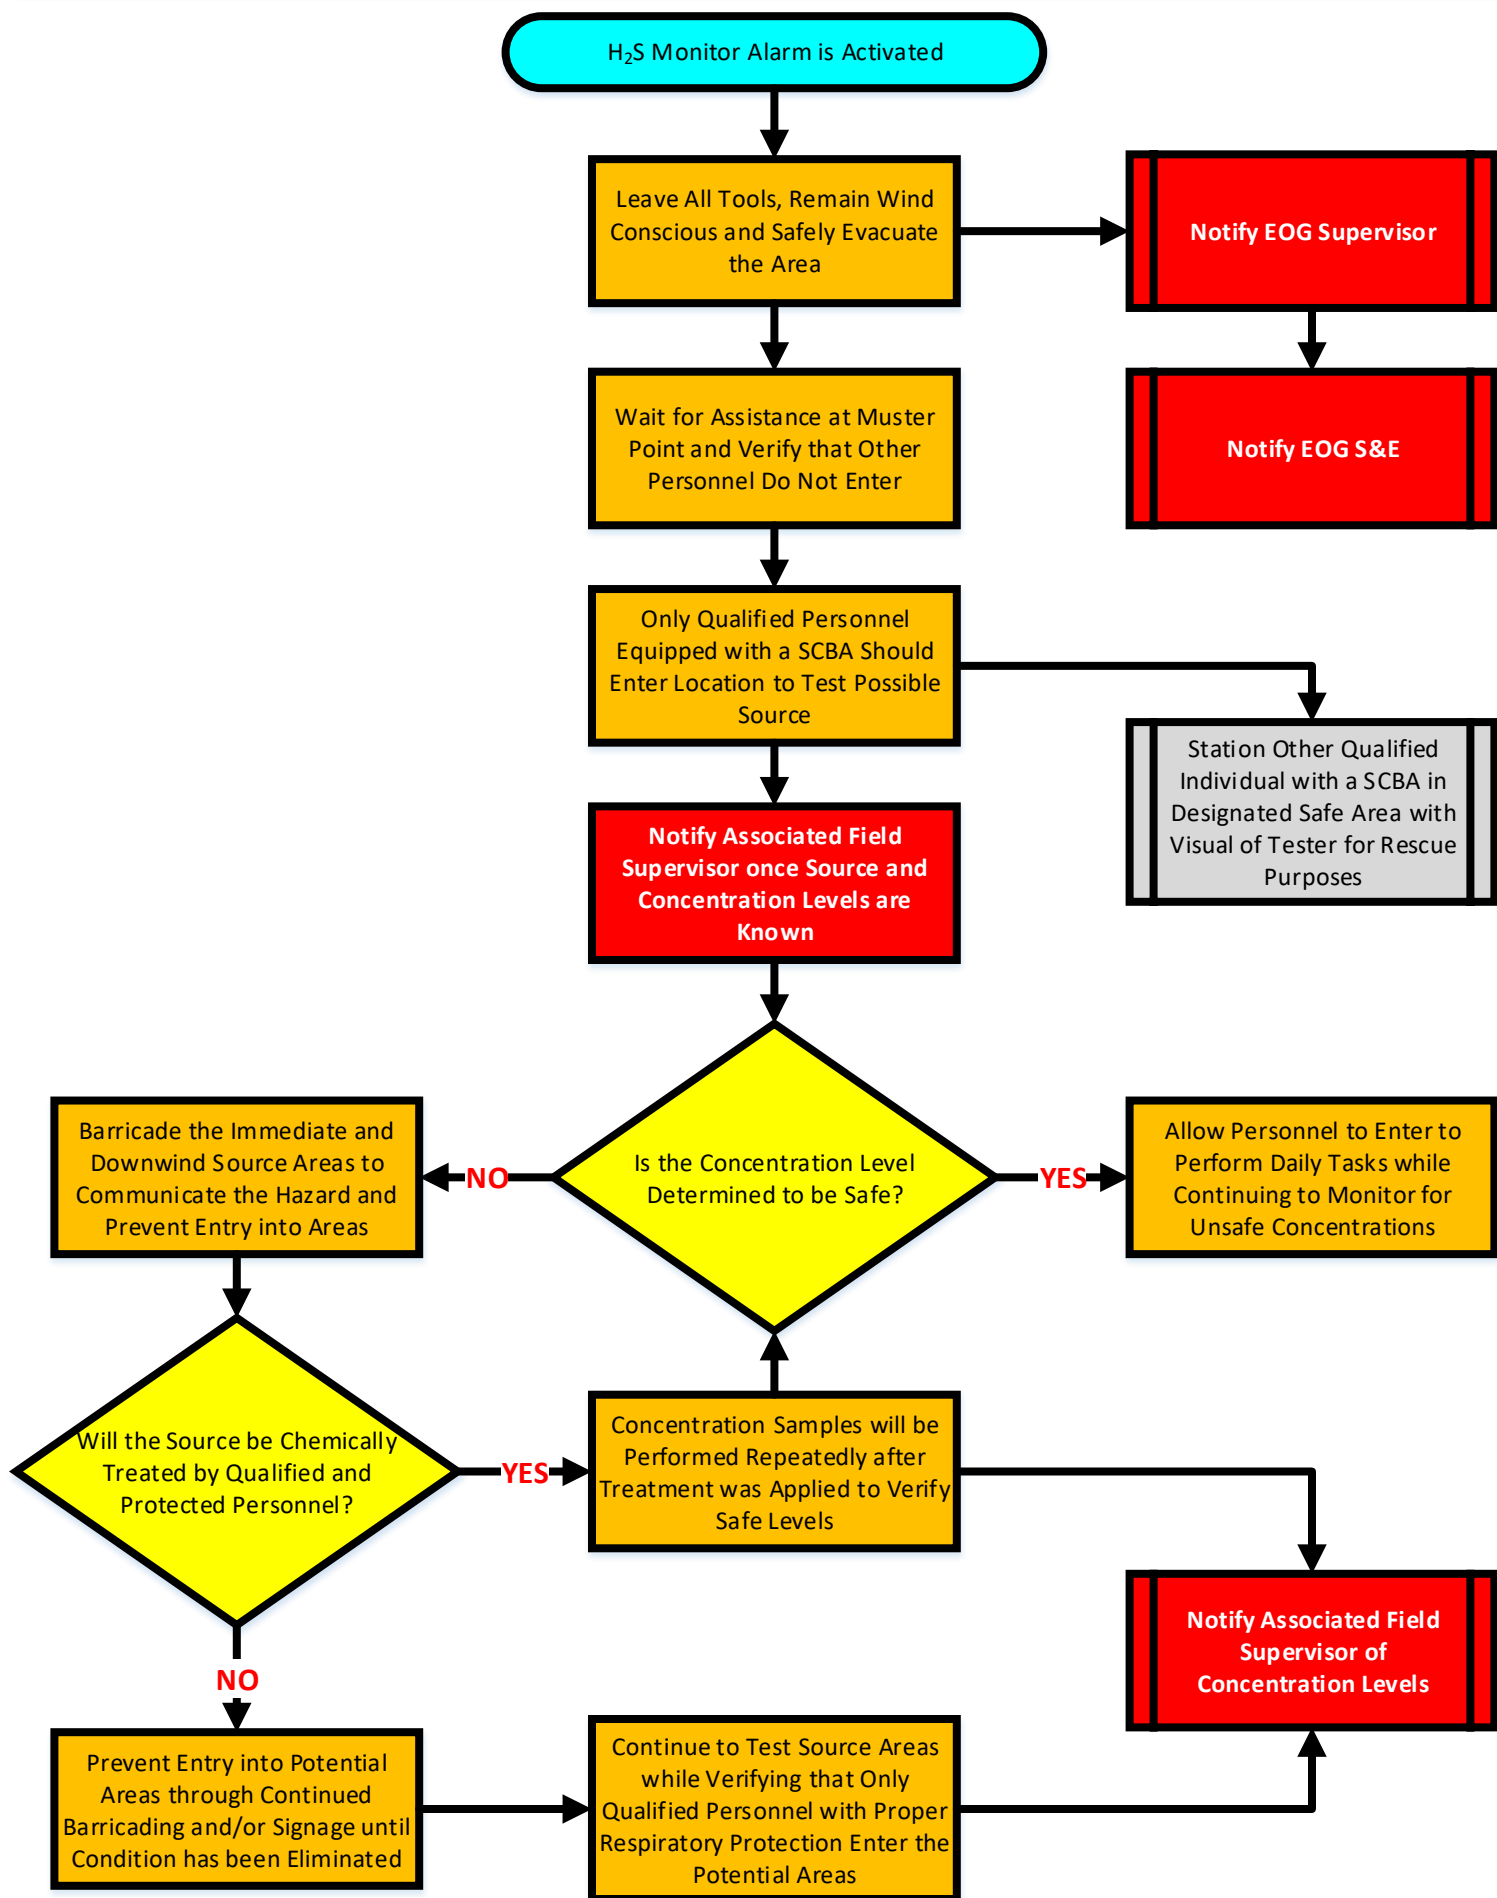 H₂S Monitor Alarm is Activated
Leave All Tools, Remain Wind
Conscious and Safely Evacuate
the Area
Notify EOG Supervisor
Wait for Assistance at Muster
Point and Verify that Other
Personnel Do Not Enter
Notify EOG S&E
Only Qualified Personnel
Equipped with a SCBA Should
Enter Location to Test Possible
Source
Station Other Qualified
Individual with a SCBA in
Designated Safe Area with
Visual of Tester for Rescue
Purposes
Notify Associated Field
Supervisor once Source and
Concentration Levels are
Known
Is the Concentration Level
Determined to be Safe?
NO
YES
Barricade the Immediate and
Downwind Source Areas to
Communicate the Hazard and
Prevent Entry into Areas
Allow Personnel to Enter to
Perform Daily Tasks while
Continuing to Monitor for
Unsafe Concentrations
Will the Source be Chemically
Treated by Qualified and
Protected Personnel?
YES
Concentration Samples will be
Performed Repeatedly after
Treatment was Applied to Verify
Safe Levels
NO
Notify Associated Field
Supervisor of
Concentration Levels
Prevent Entry into Potential
Areas through Continued
Barricading and/or Signage until
Condition has been Eliminated
Continue to Test Source Areas
while Verifying that Only
Qualified Personnel with Proper
Respiratory Protection Enter the
Potential Areas